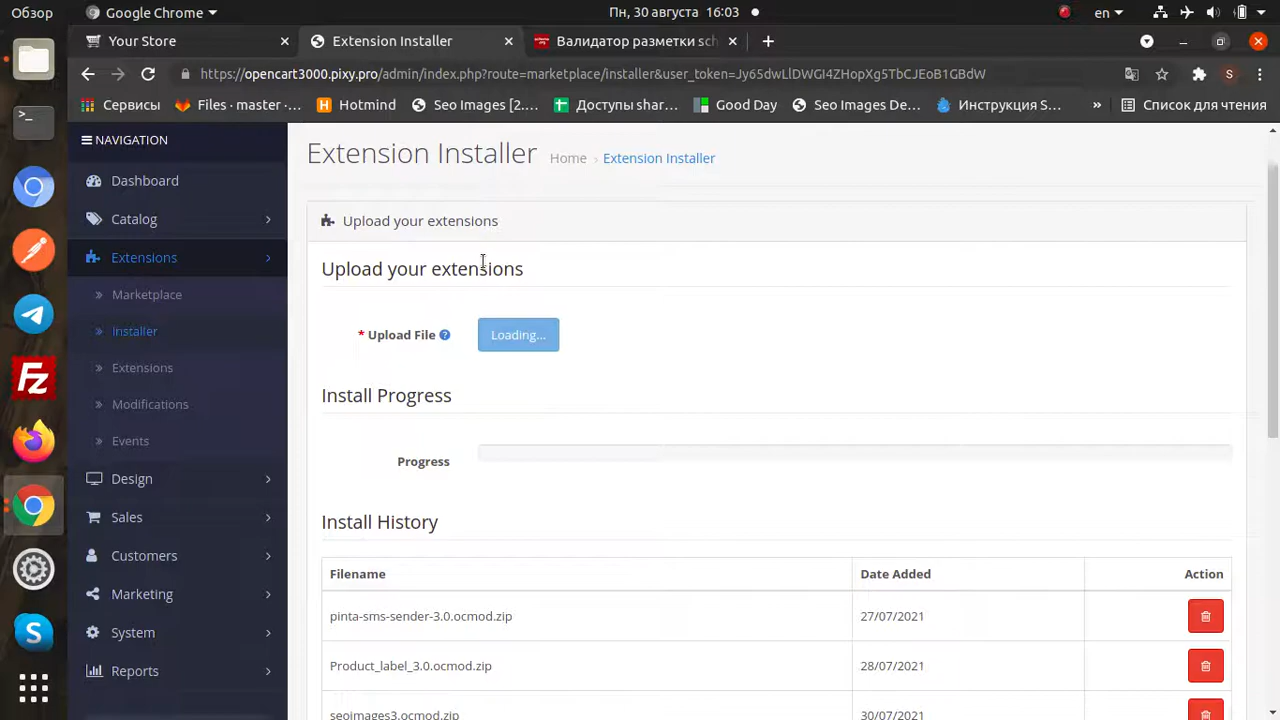 Обзор
Google Chrome
Пн, 30 августа 16:03
en
Your Store
Extension Installer
Валидатор разметки sch
https://opencart3000.pixy.pro/admin/index.php?route=marketplace/installer&user_token=Jy65dwLlDWGI4ZHopXg5TbCJEoB1GBdW
S
Сервисы
Files · master · ...
Hotmind
Seo Images [2....
Доступы shar...
Good Day
Seo Images De...
Инструкция S...
»
Список для чтения
NAVIGATION
Dashboard
Catalog
Extensions
Marketplace
Installer
Extensions
Modifications
Events
Design
Sales
Customers
Marketing
System
Reports
Extension Installer
Home › Extension Installer
Upload your extensions
Upload your extensions
* Upload File
Loading...
Install Progress
Progress
Install History
Filename Date Added Action
pinta-sms-sender-3.0.ocmod.zip 27/07/2021
Product_label_3.0.ocmod.zip 28/07/2021
seoimages3.ocmod.zip 30/07/2021